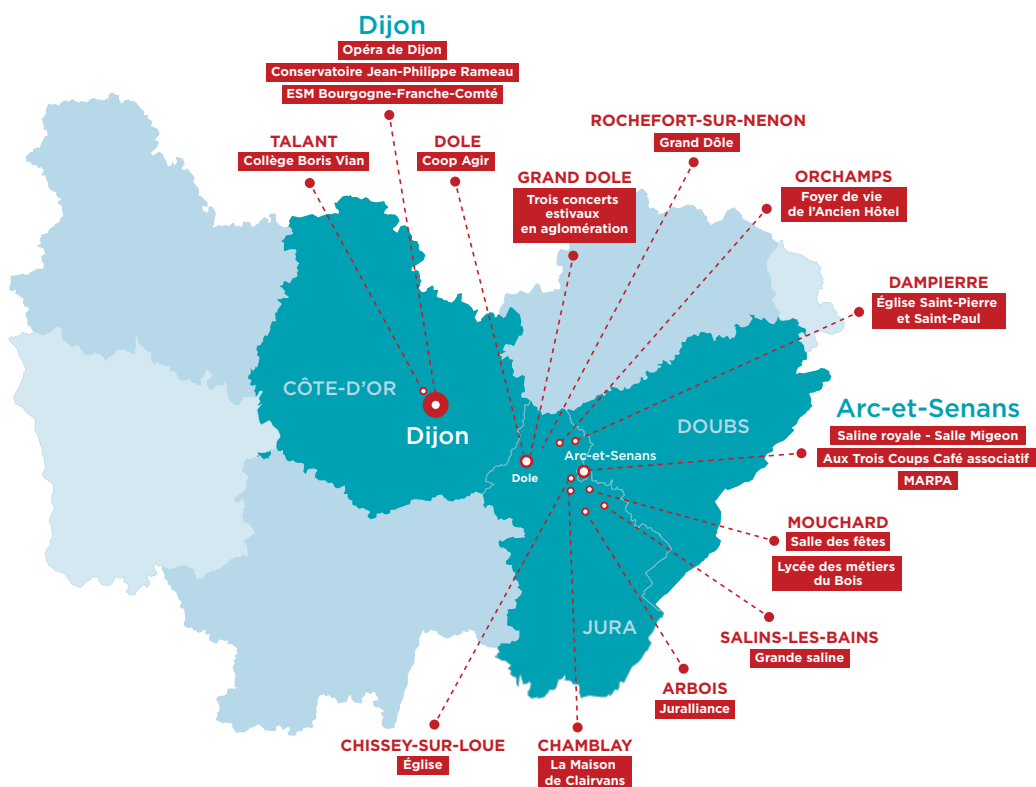 Dijon
Opéra de Dijon
Conservatoire Jean-Philippe Rameau
ESM Bourgogne-Franche-Comté
TALANT
Collège Boris Vian
DOLE
Coop Agir
ROCHEFORT-SUR-NENON
Grand Dôle
GRAND DOLE
Trois concerts
estivaux
en aglomération
ORCHAMPS
Foyer de vie
de l'Ancien Hôtel
DAMPIERRE
Église Saint-Pierre
et Saint-Paul
CÔTE-D'OR
Dijon
DOUBS
Arc-et-Senans
Dole
Arc-et-Senans
Saline royale - Salle Migeon
Aux Trois Coups Café associatif
MARPA
MOUCHARD
Salle des fêtes
Lycée des métiers
du Bois
JURA
SALINS-LES-BAINS
Grande saline
ARBOIS
Juralliance
CHISSEY-SUR-LOUE
Église
CHAMBLAY
La Maison
de Clairvans